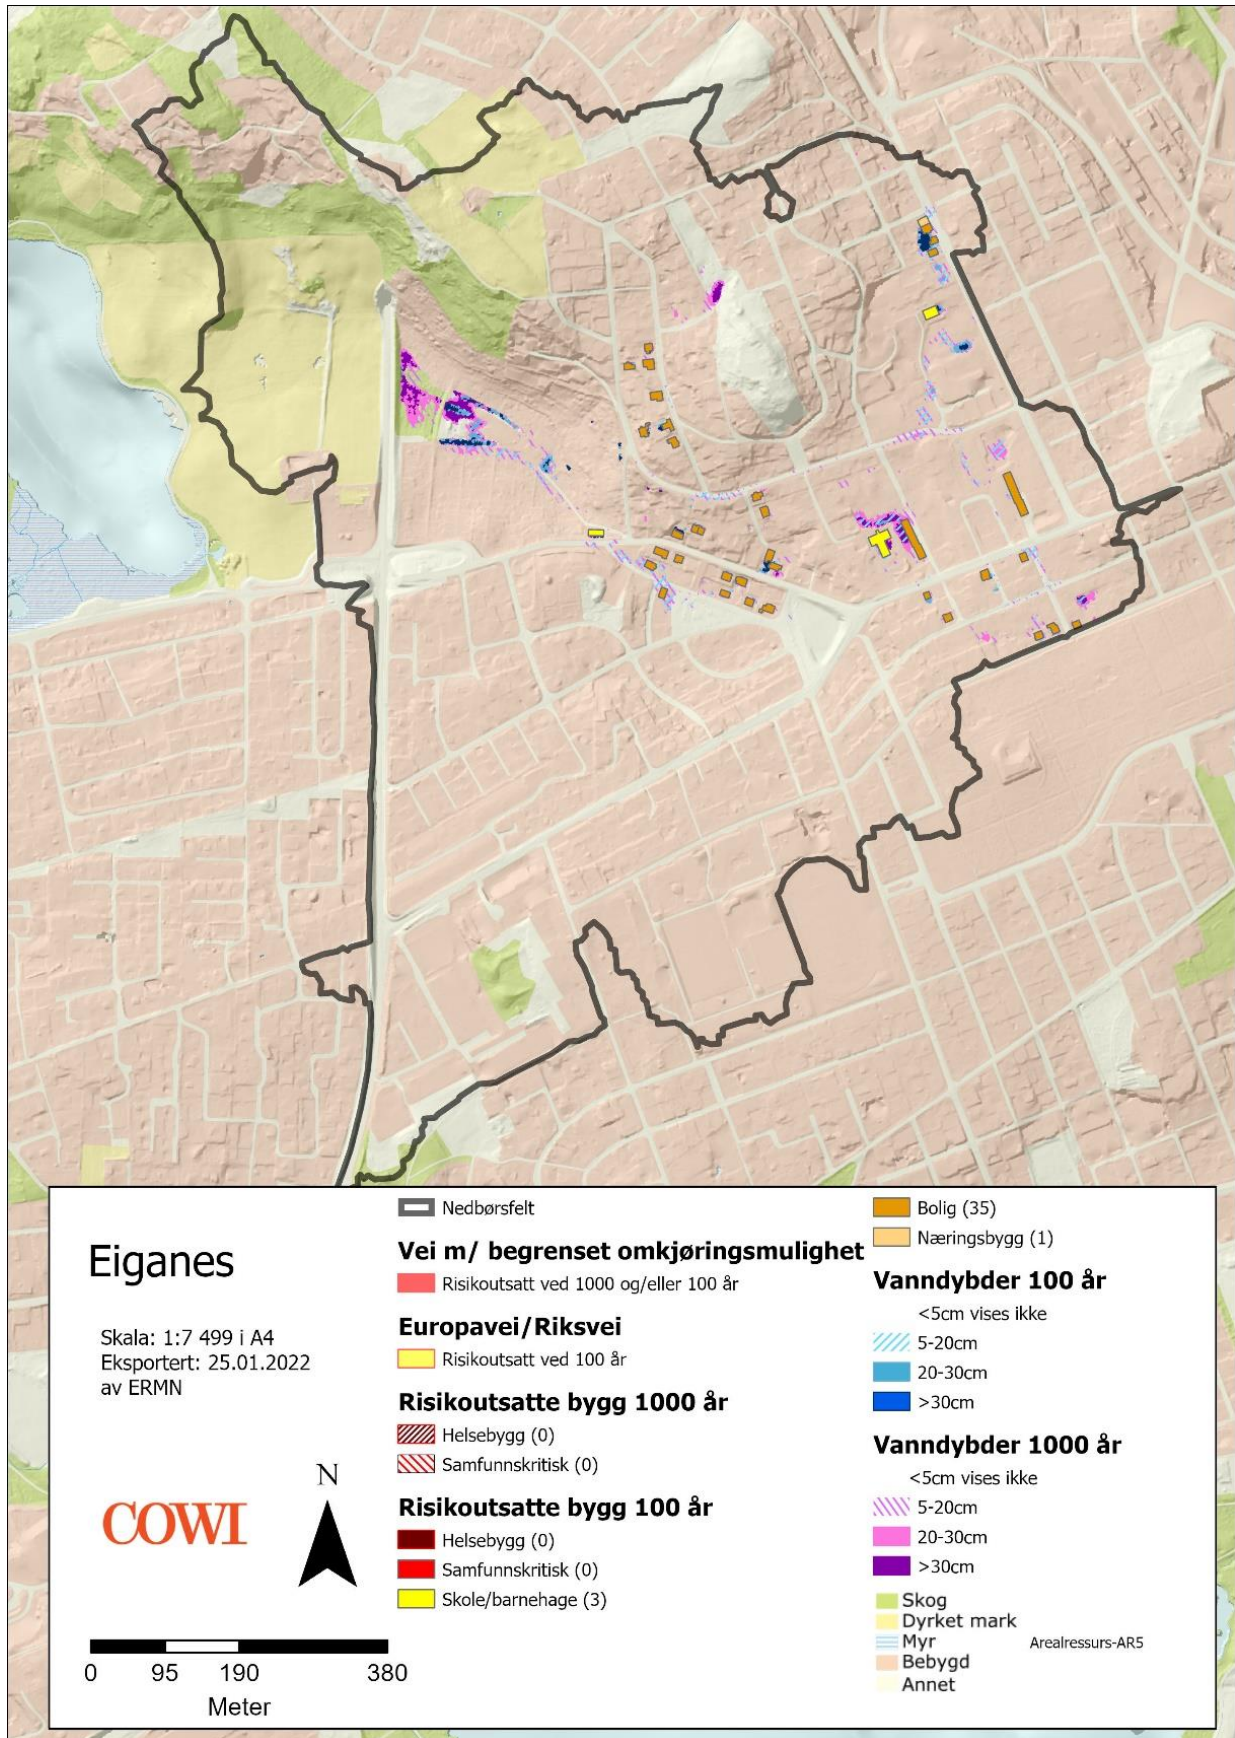 Eiganes
Skala: 1:7 499 i A4
Eksportert: 25.01.2022
av ERMN
COWI
N
0 95 190 380
Meter
Nedbørsfelt
Vei m/ begrenset omkjøringsmulighet
Risikoutsatt ved 1000 og/eller 100 år
Europavei/Riksvei
Risikoutsatt ved 100 år
Risikoutsatte bygg 1000 år
Helsebygg (0)
Samfunnskritisk (0)
Risikoutsatte bygg 100 år
Helsebygg (0)
Samfunnskritisk (0)
Skole/barnehage (3)
Bolig (35)
Næringsbygg (1)
Vanndybder 100 år
<5cm vises ikke
5-20cm
20-30cm
>30cm
Vanndybder 1000 år
<5cm vises ikke
5-20cm
20-30cm
>30cm
Skog
Dyrket mark
Myr
Bebygd
Annet
Arealressurs-AR5